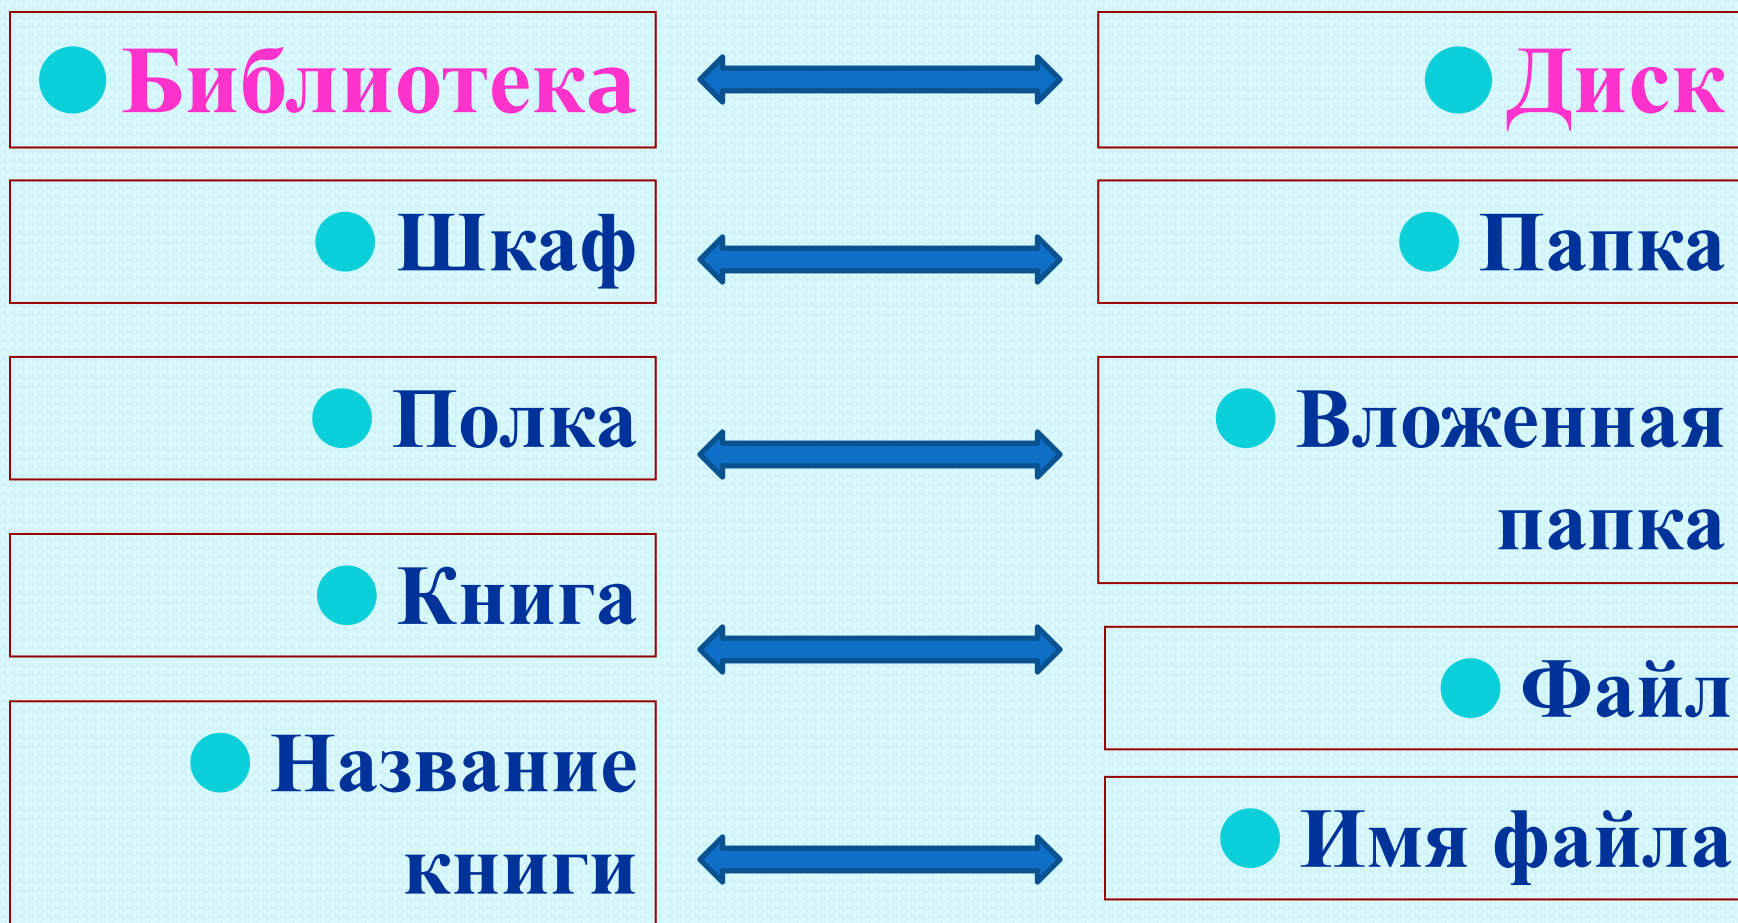 Библиотека
Диск
Шкаф
Папка
Полка
Вложенная
папка
Книга
Файл
Название
книги
Имя файла